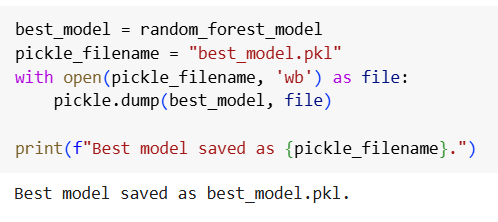 best_model = random_forest_model
pickle_filename = "best_model.pkl"
with open(pickle_filename, 'wb') as file:
    pickle.dump(best_model, file)

print(f"Best model saved as {pickle_filename}.")
Best model saved as best_model.pkl.